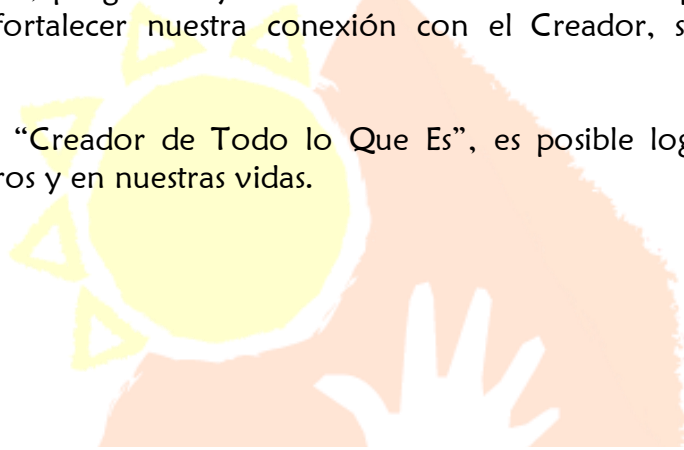 fortalecer nuestra conexión con el Creador, s
“Creador de Todo lo Que Es”, es posible log
ros y en nuestras vidas.